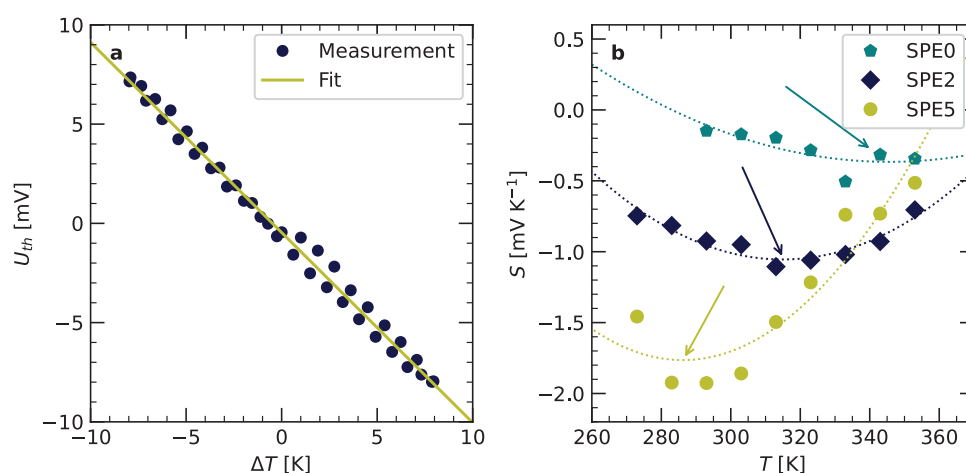 a
Measurement
Fit
10
5
0
−5
−10
U_th [mV]
−10
−5
0
5
10
ΔT [K]
b
SPE0
SPE2
SPE5
0.5
0.0
−0.5
−1.0
−1.5
−2.0
S [mV K⁻¹]
260
280
300
320
340
360
T [K]